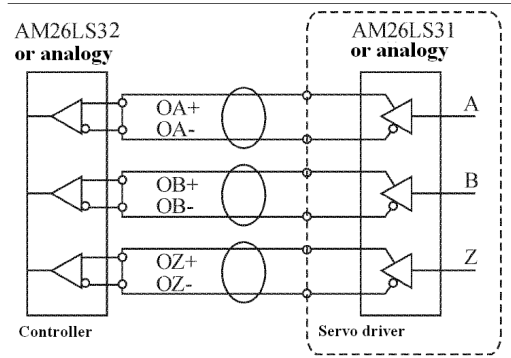 AM26LS32
or analogy
AM26LS31
or analogy
OA+
OA-
A
OB+
OB-
B
OZ+
OZ-
Z
Controller
Servo driver